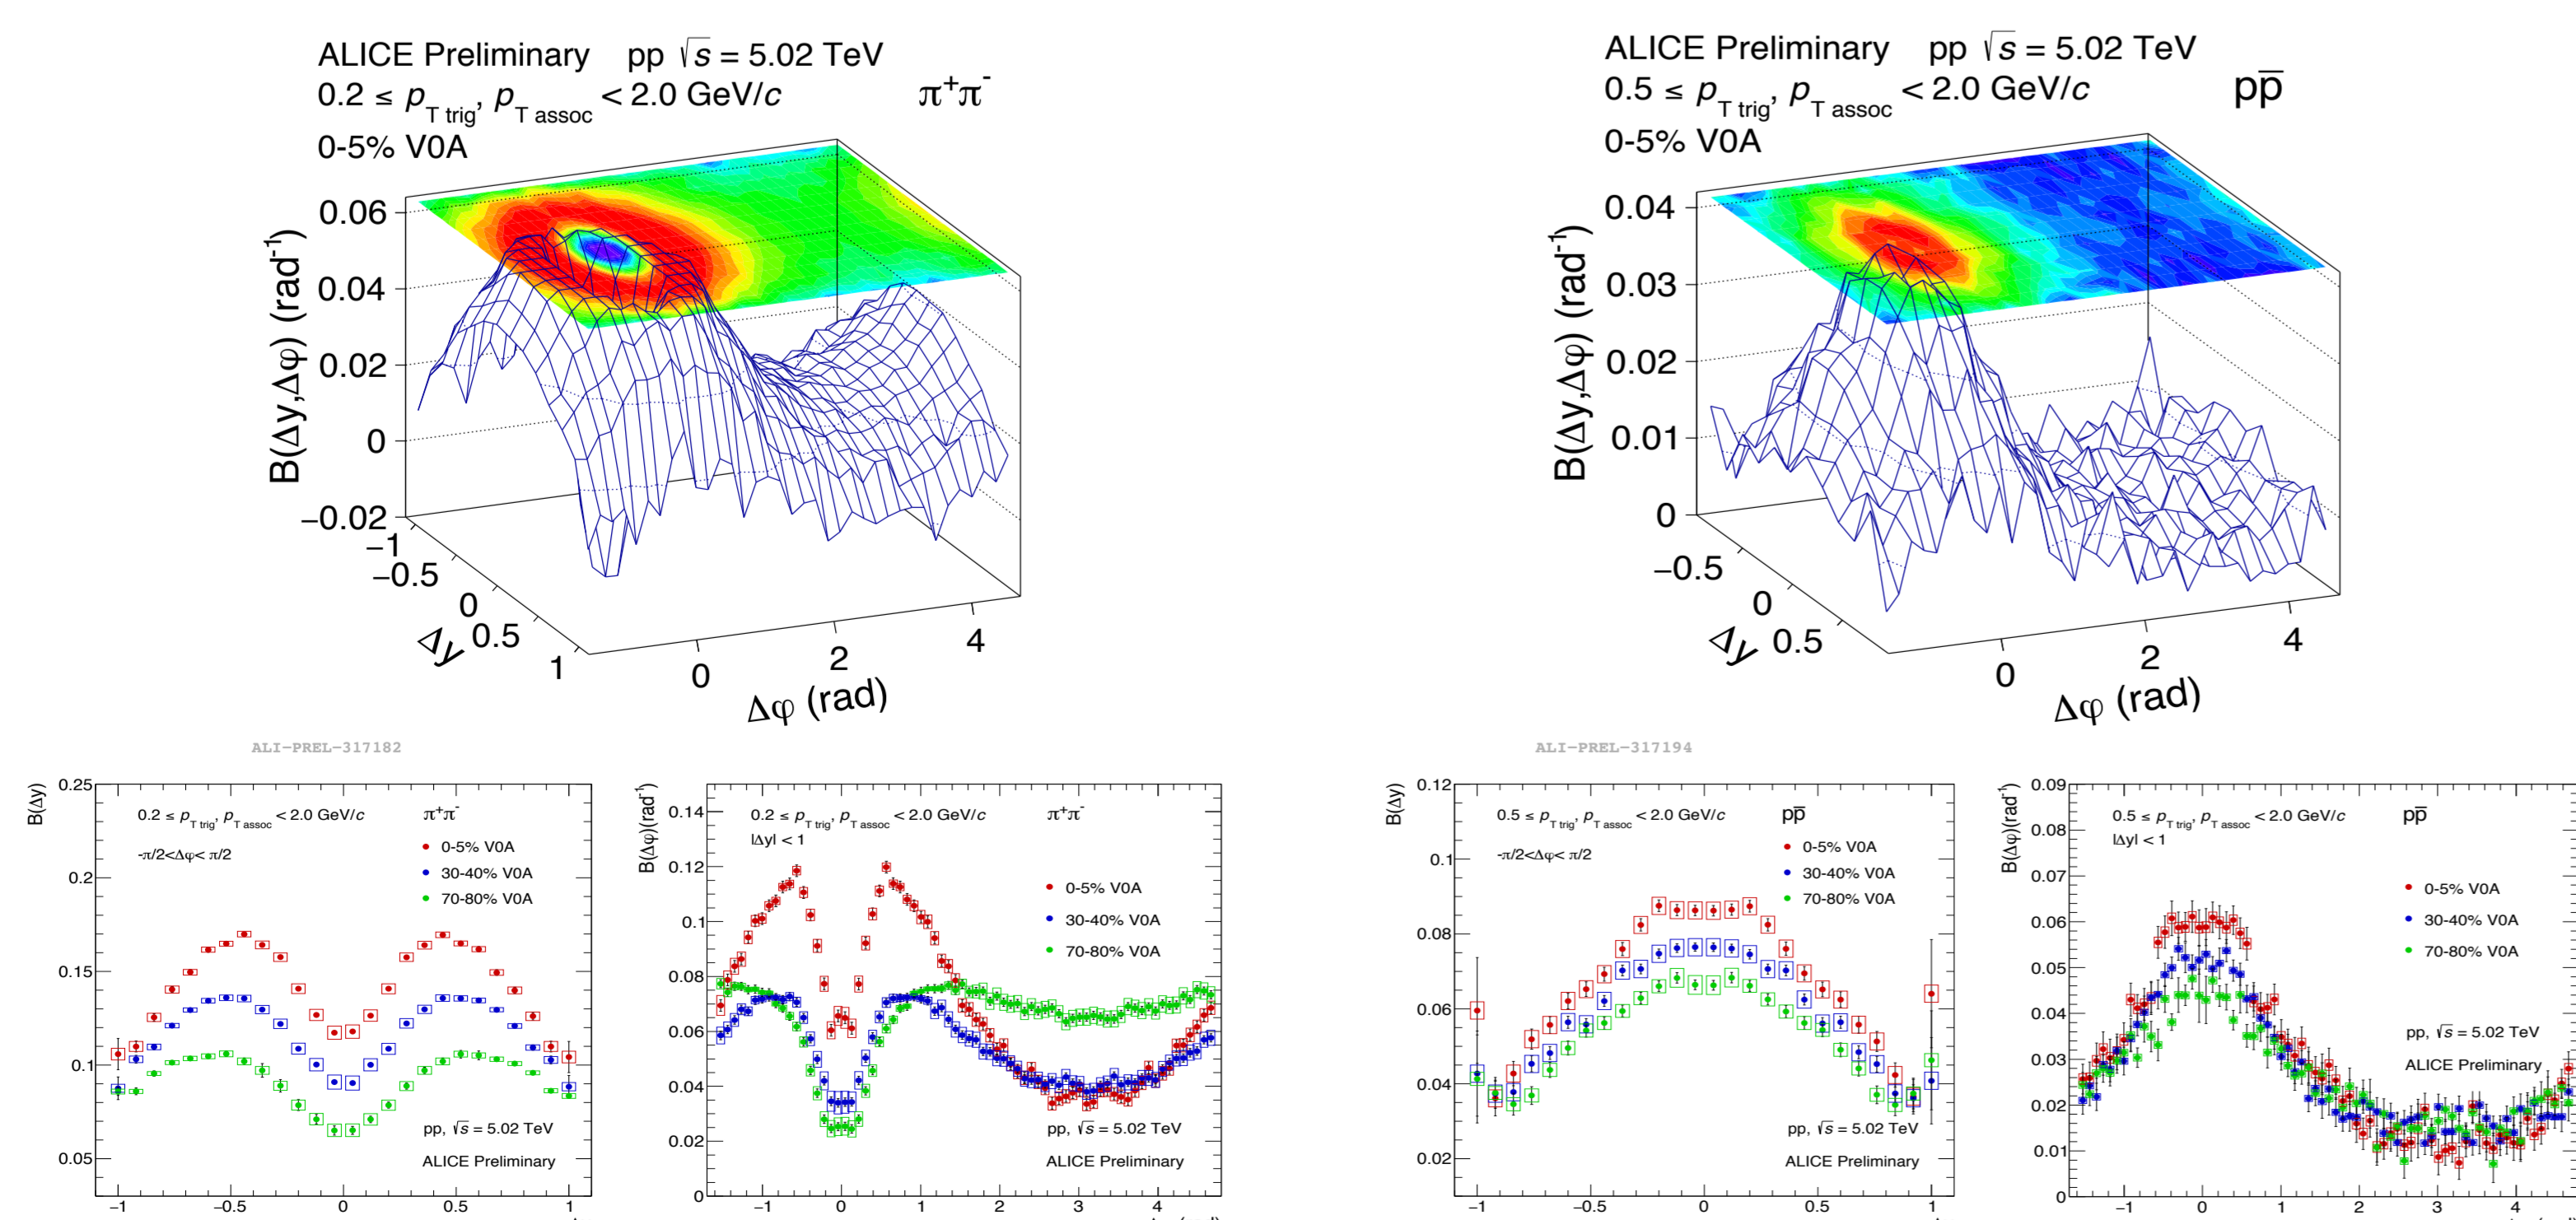 ALICE Preliminary pp √s = 5.02 TeV
0.2 ≤ p_T trig, p_T assoc < 2.0 GeV/c π⁺π⁻
0-5% V0A
B(Δy,Δφ) (rad⁻¹)
0.06
0.04
0.02
0
−0.02
−1
−0.5
0
0.5
1
Δy
0
2
4
Δφ (rad)
ALI−PREL−317182
ALICE Preliminary pp √s = 5.02 TeV
0.5 ≤ p_T trig, p_T assoc < 2.0 GeV/c pp̅
0-5% V0A
B(Δy,Δφ) (rad⁻¹)
0.04
0.03
0.02
0.01
0
−0.5
0
0.5
Δy
0
2
4
Δφ (rad)
ALI−PREL−317194
B(Δy)
0.25
0.2
0.15
0.1
0.05
0.2 ≤ p_T trig, p_T assoc < 2.0 GeV/c π⁺π⁻
-π/2<Δφ< π/2
0-5% V0A
30-40% V0A
70-80% V0A
pp, √s = 5.02 TeV
ALICE Preliminary
−1 −0.5 0 0.5 1
B(Δφ)(rad⁻¹)
0.14
0.12
0.1
0.08
0.06
0.04
0.02
0
0.2 ≤ p_T trig, p_T assoc < 2.0 GeV/c π⁺π⁻
|Δy| < 1
0-5% V0A
30-40% V0A
70-80% V0A
pp, √s = 5.02 TeV
ALICE Preliminary
−1 0 1 2 3 4
B(Δy)
0.12
0.1
0.08
0.06
0.04
0.02
0.5 ≤ p_T trig, p_T assoc < 2.0 GeV/c pp̅
-π/2<Δφ< π/2
0-5% V0A
30-40% V0A
70-80% V0A
pp, √s = 5.02 TeV
ALICE Preliminary
−1 −0.5 0 0.5 1
B(Δφ)(rad⁻¹)
0.09
0.08
0.07
0.06
0.05
0.04
0.03
0.02
0.01
0
0.5 ≤ p_T trig, p_T assoc < 2.0 GeV/c pp̅
|Δy| < 1
0-5% V0A
30-40% V0A
70-80% V0A
pp, √s = 5.02 TeV
ALICE Preliminary
−1 0 1 2 3 4